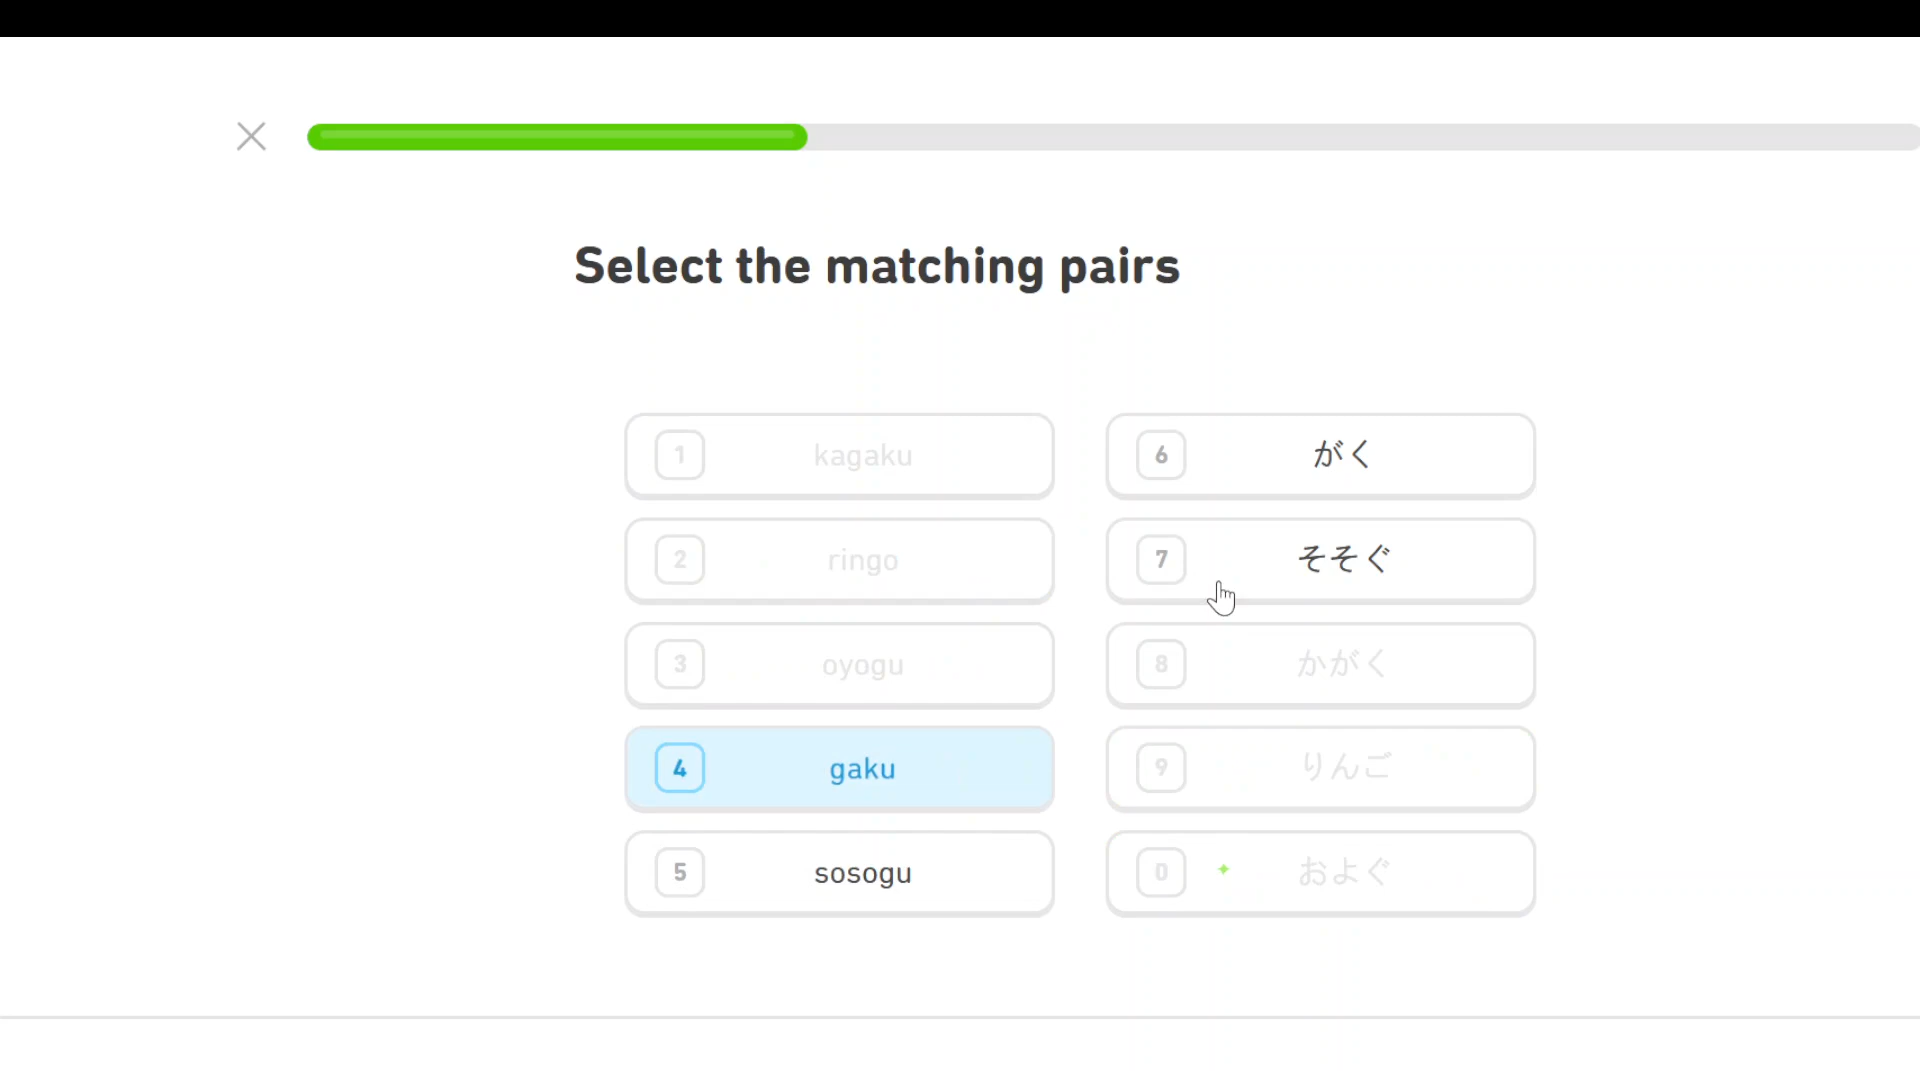 Select the matching pairs
1 kagaku
6 がく
2 ringo
7 そそぐ
3 oyogu
8 かがく
4 gaku
9 りんご
5 sosogu
0 およぐ